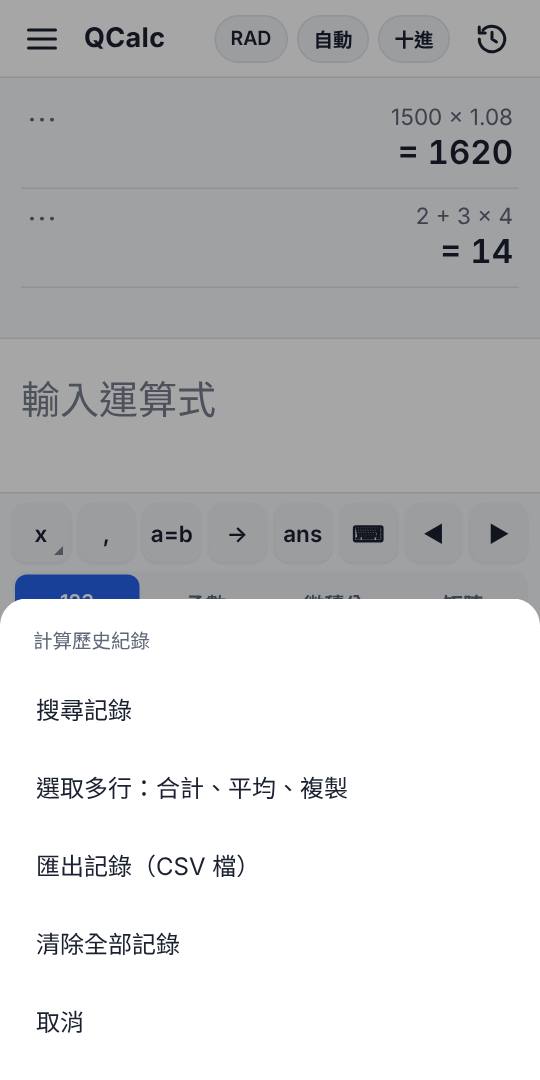 QCalc
RAD
自動
十進
...
1500 × 1.08
= 1620
...
2 + 3 × 4
= 14
輸入運算式
x
,
a=b
→
ans
⌨
◀
▶
計算歷史紀錄
搜尋記錄
選取多行：合計、平均、複製
匯出記錄（CSV 檔）
清除全部記錄
取消